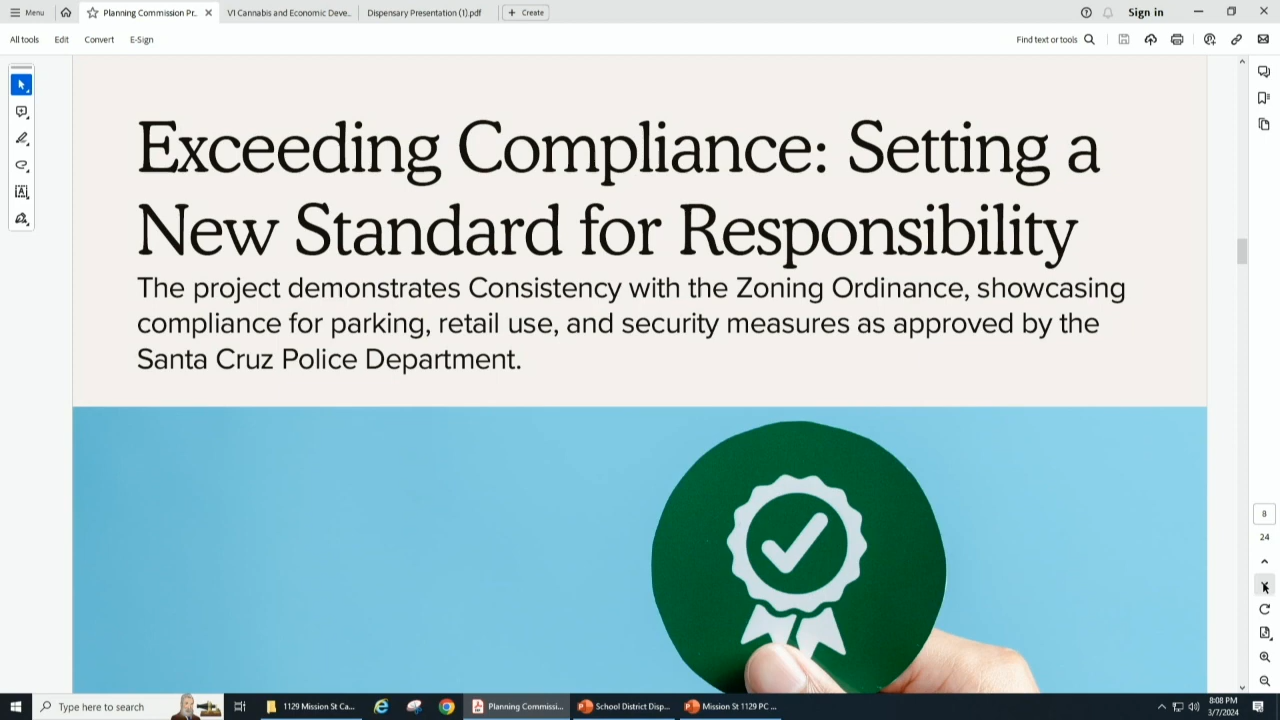 Menu
Planning Commission Pr...
VI Cannabis and Economic Deve...
Dispensary Presentation (1).pdf
+ Create
Sign in
All tools
Edit
Convert
E-Sign
Find text or tools
Exceeding Compliance: Setting a
New Standard for Responsibility
The project demonstrates Consistency with the Zoning Ordinance, showcasing
compliance for parking, retail use, and security measures as approved by the
Santa Cruz Police Department.
8
24
Type here to search
1129 Mission St Ca...
Planning Commissi...
School District Disp...
Mission St 1129 PC ...
8:08 PM
3/7/2024